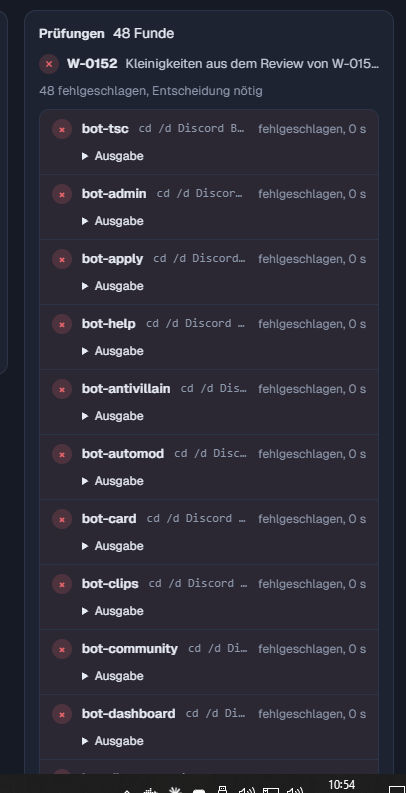 Prüfungen 48 Funde
W-0152 Kleinigkeiten aus dem Review von W-015…
48 fehlgeschlagen, Entscheidung nötig
bot-tsc cd /d Discord B… fehlgeschlagen, 0 s
Ausgabe
bot-admin cd /d Discor… fehlgeschlagen, 0 s
Ausgabe
bot-apply cd /d Discord… fehlgeschlagen, 0 s
Ausgabe
bot-help cd /d Discord … fehlgeschlagen, 0 s
Ausgabe
bot-antivillain cd /d Dis… fehlgeschlagen, 0 s
Ausgabe
bot-automod cd /d Disc… fehlgeschlagen, 0 s
Ausgabe
bot-card cd /d Discord … fehlgeschlagen, 0 s
Ausgabe
bot-clips cd /d Discord … fehlgeschlagen, 0 s
Ausgabe
bot-community cd /d Di… fehlgeschlagen, 0 s
Ausgabe
bot-dashboard cd /d Di… fehlgeschlagen, 0 s
Ausgabe
10:54